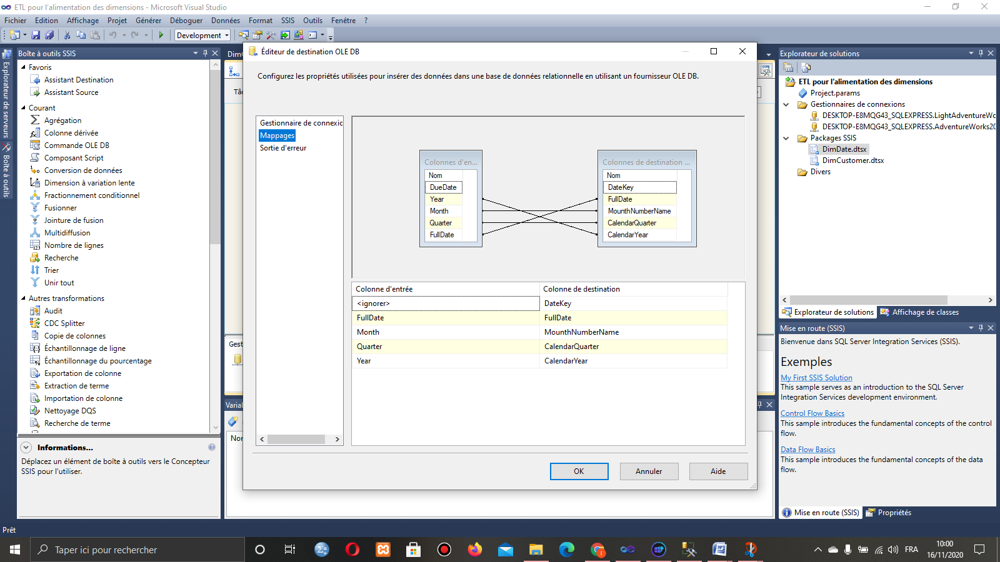 ETL pour l'alimentation des dimensions - Microsoft Visual Studio
Fichier Edition Affichage Projet Générer Déboguer Données Format SSIS Outils Fenêtre ?
Development
Explorateur de serveurs
Boîte à outils
Boîte à outils SSIS
Favoris
Assistant Destination
Assistant Source
Courant
Agrégation
Colonne dérivée
Commande OLE DB
Composant Script
Conversion de données
Dimension à variation lente
Fractionnement conditionnel
Fusionner
Jointure de fusion
Multidiffusion
Nombre de lignes
Recherche
Trier
Unir tout
Autres transformations
Audit
CDC Splitter
Copie de colonnes
Échantillonnage de ligne
Échantillonnage du pourcentage
Exportation de colonne
Extraction de terme
Importation de colonne
Nettoyage DQS
Recherche de terme
Informations...
Déplacez un élément de boîte à outils vers le Concepteur
SSIS pour l'utiliser.
Éditeur de destination OLE DB
Configurez les propriétés utilisées pour insérer des données dans une base de données relationnelle en utilisant un fournisseur OLE DB.
Gestionnaire de connexic
Mappages
Sortie d'erreur
Colonnes d'en...
Nom
DueDate
Year
Month
Quarter
FullDate
Colonnes de destination ...
Nom
DateKey
FullDate
MounthNumberName
CalendarQuarter
CalendarYear
Colonne d'entrée Colonne de destination
<ignorer> DateKey
FullDate FullDate
Month MounthNumberName
Quarter CalendarQuarter
Year CalendarYear
OK Annuler Aide
Explorateur de solutions
ETL pour l'alimentation des dimensions
Project.params
Gestionnaires de connexions
DESKTOP-E8MQG43_SQLEXPRESS.LightAdventureWo
DESKTOP-E8MQG43_SQLEXPRESS.AdventureWorks20
Packages SSIS
DimDate.dtsx
DimCustomer.dtsx
Divers
Explorateur de solutions Affichage de classes
Mise en route (SSIS)
Bienvenue dans SQL Server Integration Services (SSIS).
Exemples
My First SSIS Solution
This sample serves as an introduction to the SQL Server
Integration Services development environment.
Control Flow Basics
This sample introduces the fundamental concepts of the control
flow.
Data Flow Basics
This sample introduces the fundamental concepts of the data
flow.
Mise en route (SSIS) Propriétés
Prêt
Taper ici pour rechercher
FRA
10:00
16/11/2020